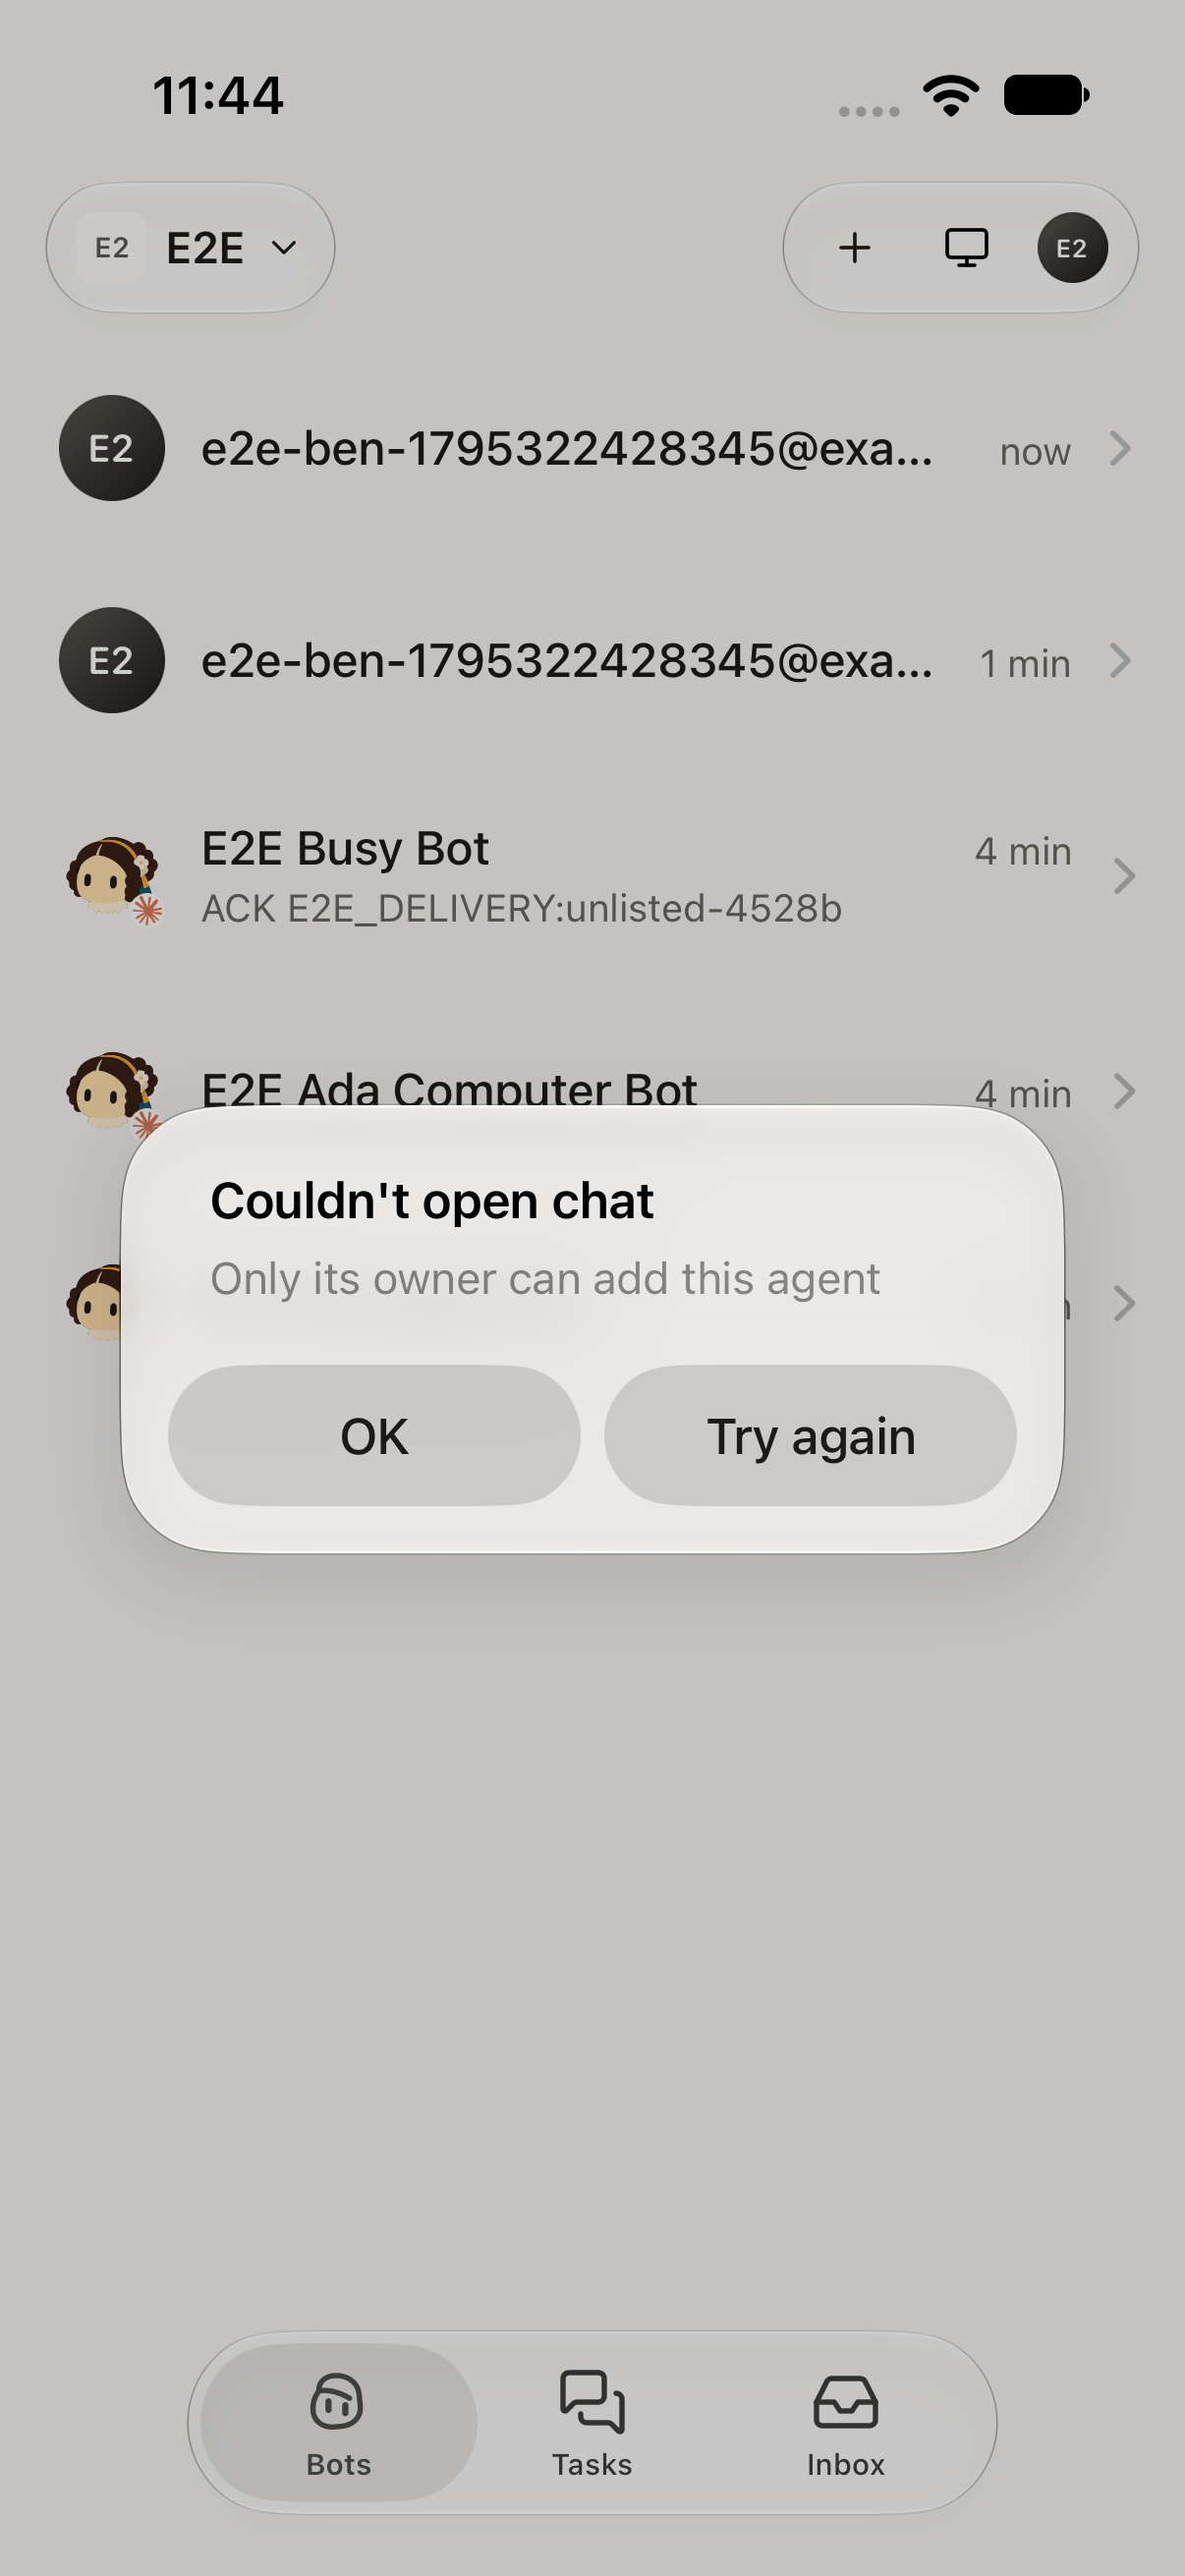 11:44
E2 E2E
E2
E2 e2e-ben-1795322428345@exa... now
E2 e2e-ben-1795322428345@exa... 1 min
E2E Busy Bot 4 min
ACK E2E_DELIVERY:unlisted-4528b
E2E Ada Computer Bot 4 min
Couldn't open chat
Only its owner can add this agent
OK Try again
Bots Tasks Inbox